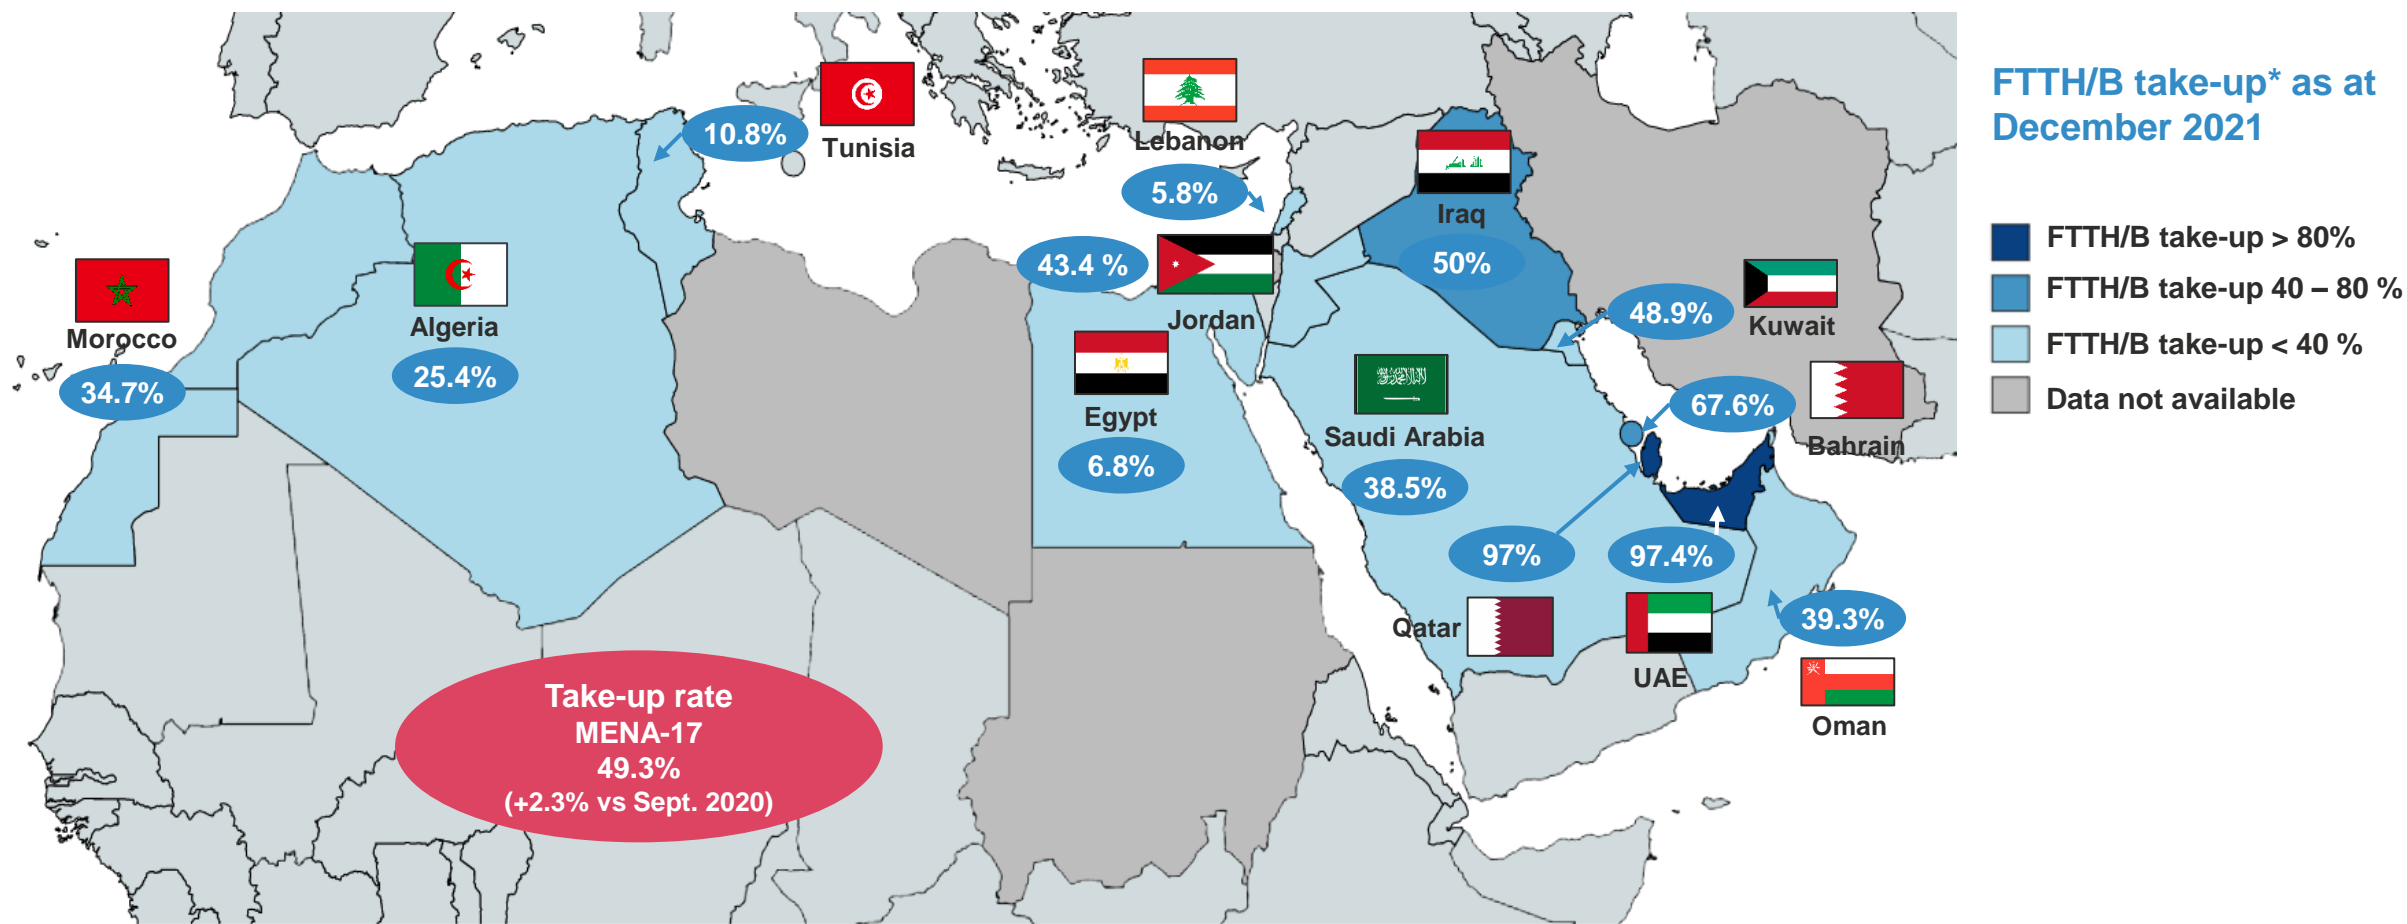 FTTH/B take-up* as at
December 2021
FTTH/B take-up > 80%
FTTH/B take-up 40 – 80 %
FTTH/B take-up < 40 %
Data not available
10.8%
Tunisia
Lebanon
5.8%
Iraq
50%
43.4 %
Jordan
Morocco
34.7%
Algeria
25.4%
Egypt
6.8%
Saudi Arabia
38.5%
48.9%
Kuwait
67.6%
Bahrain
97%
Qatar
97.4%
UAE
39.3%
Oman
Take-up rate
MENA-17
49.3%
(+2.3% vs Sept. 2020)